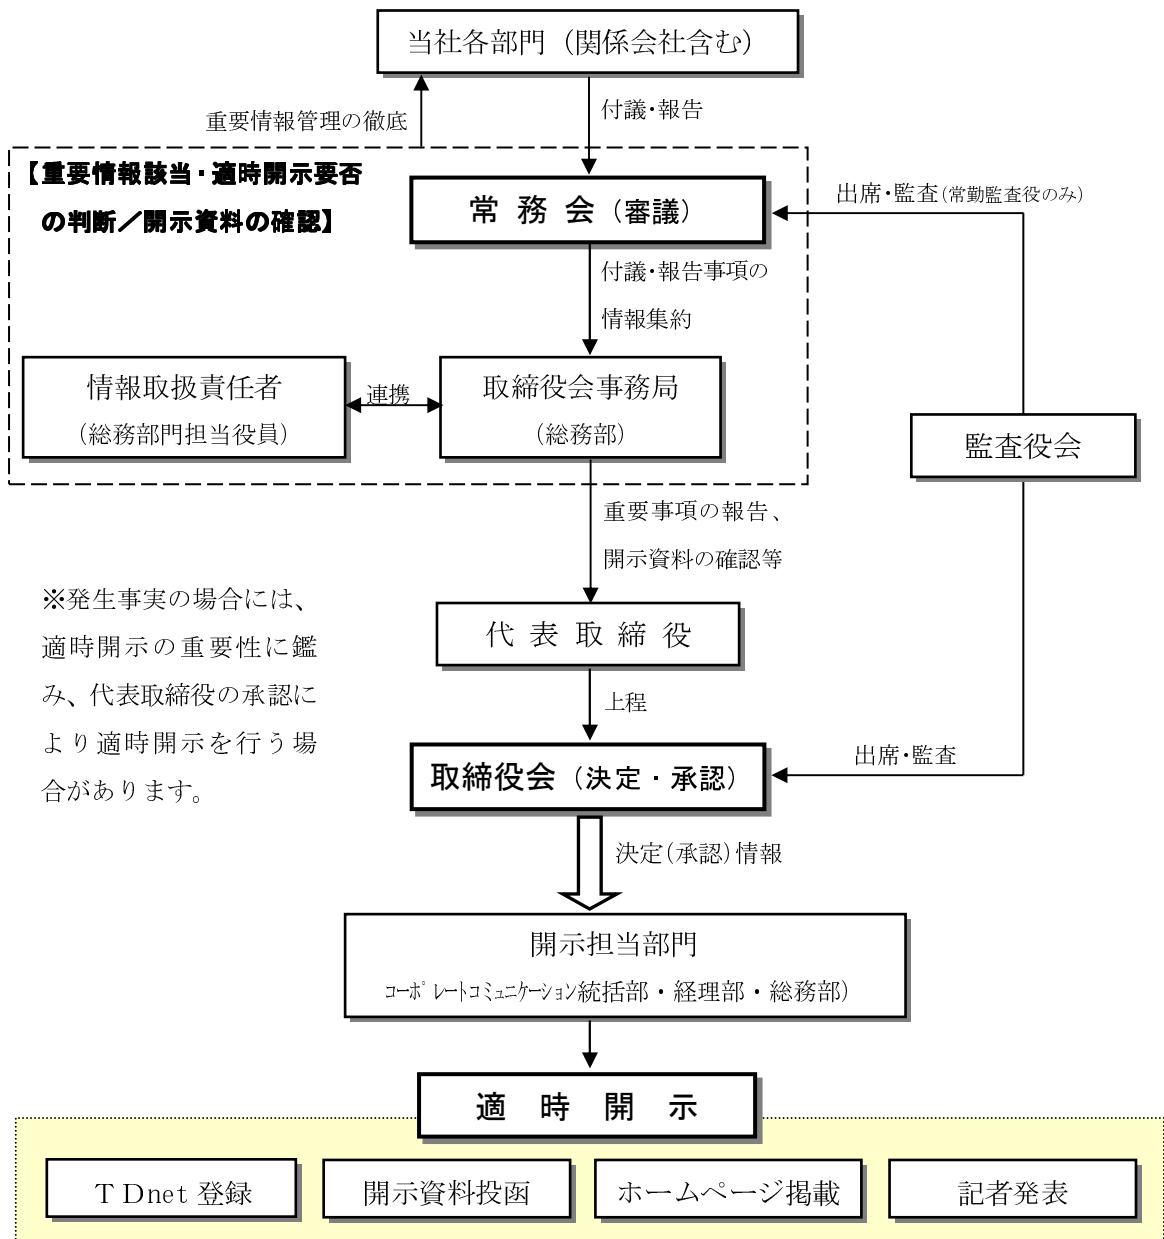 当社各部門（関係会社含む）
付議・報告
重要情報管理の徹底
【重要情報該当・適時開示要否
の判断／開示資料の確認】
常務会（審議）
出席・監査（常勤監査役のみ）
付議・報告事項の
情報集約
情報取扱責任者
（総務部門担当役員）
連携
取締役会事務局
（総務部）
監査役会
重要事項の報告、
開示資料の確認等
※発生事実の場合には、
適時開示の重要性に鑑
み、代表取締役の承認に
より適時開示を行う場
合があります。
代表取締役
上程
取締役会（決定・承認）
出席・監査
決定（承認）情報
開示担当部門
ｺｰﾎﾟﾚｰﾄｺﾐｭﾆｹｰｼｮﾝ統括部・経理部・総務部）
適時開示
ＴDnet 登録
開示資料投函
ホームページ掲載
記者発表